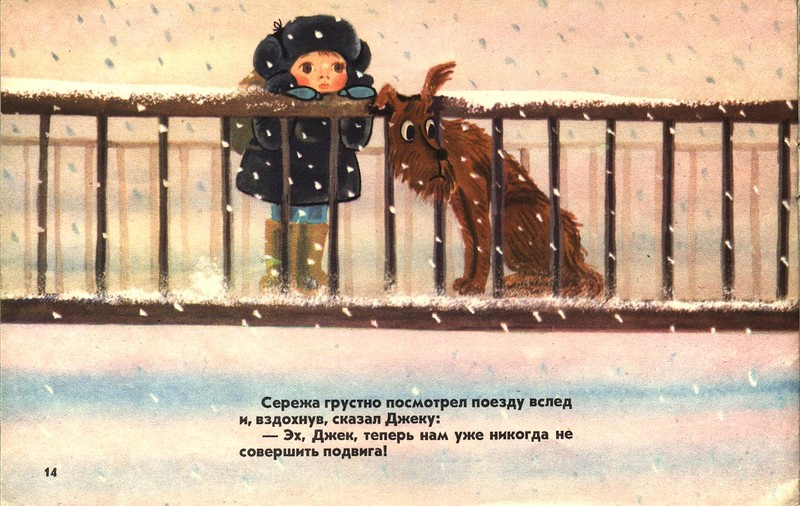 Сережа грустно посмотрел поезду вслед
и, вздохнув, сказал Джеку:
— Эх, Джек, теперь нам уже никогда не
совершить подвига!
14